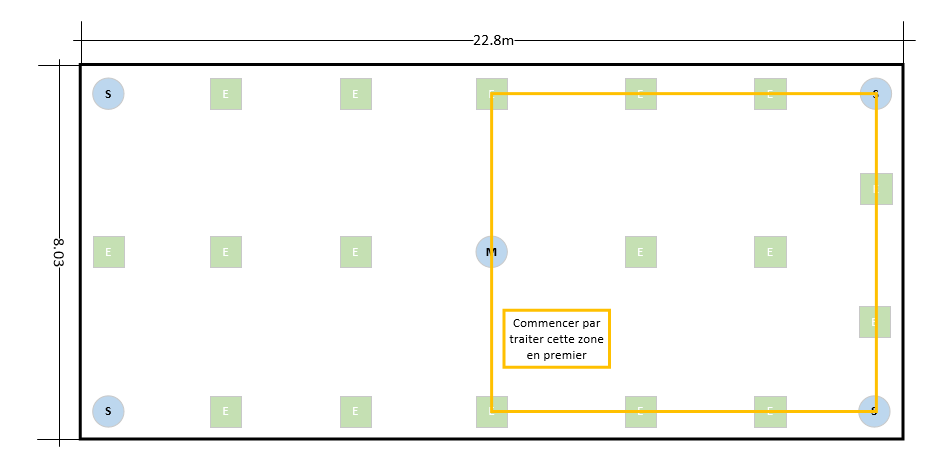 22.8m
S E E E E E S
E
8.03
E E E M E E
E
Commencer par
traiter cette zone
en premier
S E E E E E S